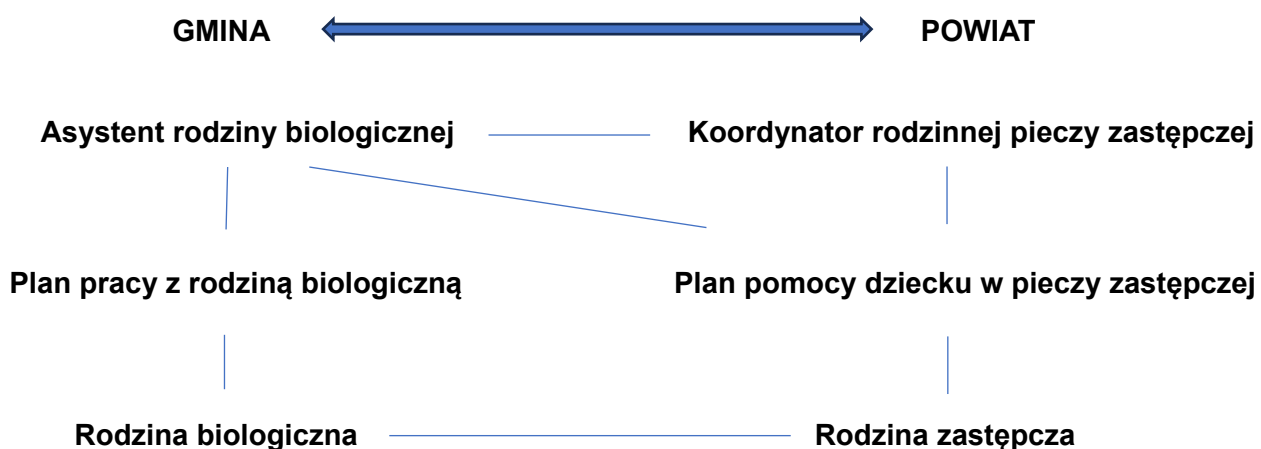 GMINA POWIAT
Asystent rodziny biologicznej Koordynator rodzinnej pieczy zastępczej
Plan pracy z rodziną biologiczną Plan pomocy dziecku w pieczy zastępczej
Rodzina biologiczna Rodzina zastępcza